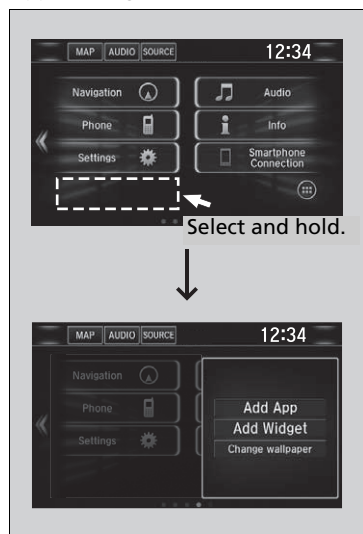 MAP AUDIO SOURCE 12:34
Navigation Audio
Phone Info
Settings Smartphone
Connection
Select and hold.
MAP AUDIO SOURCE 12:34
Navigation
Phone Add App
Settings Add Widget
Change wallpaper